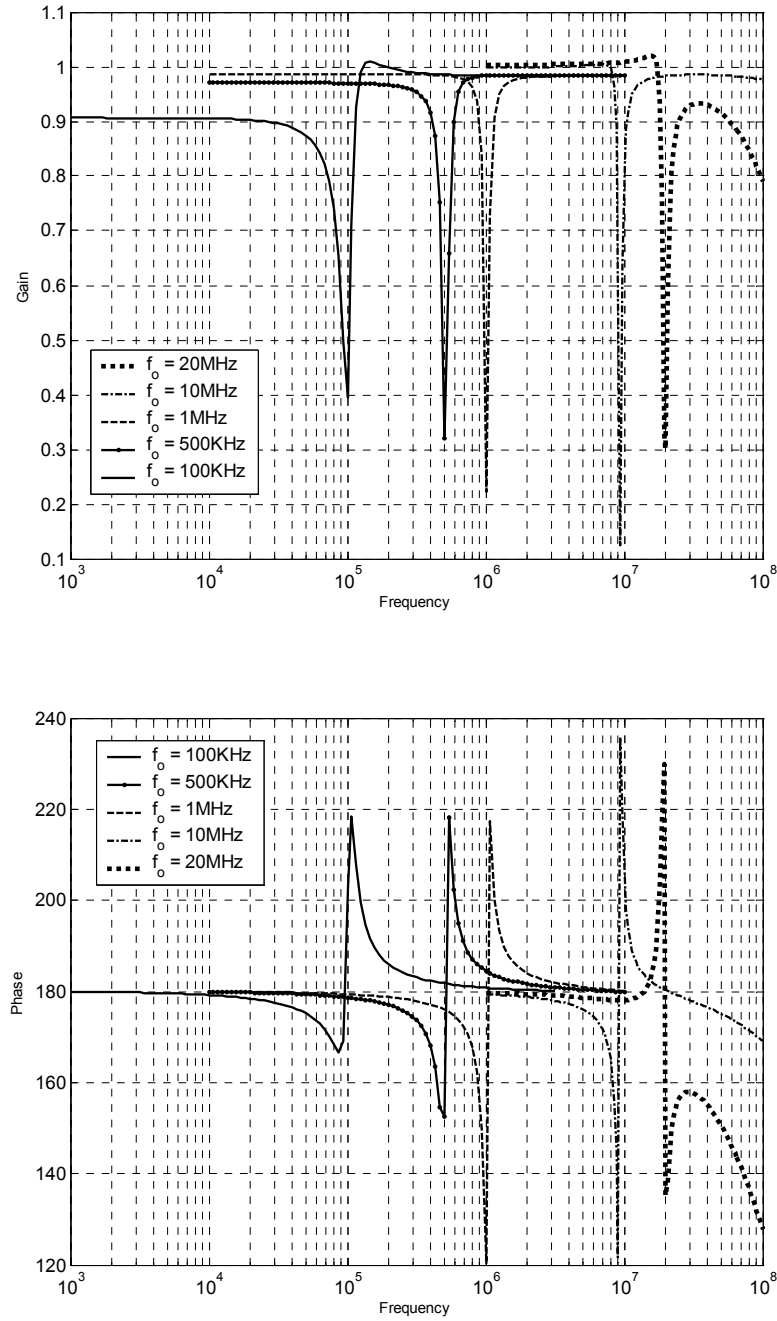 1.1
1
0.9
0.8
0.7
0.6
0.5
0.4
0.3
0.2
0.1
Gain
f_o = 20MHz
f_o = 10MHz
f_o = 1MHz
f_o = 500KHz
f_o = 100KHz
10^3 10^4 10^5 10^6 10^7 10^8
Frequency
240
220
200
180
160
140
120
Phase
f_o = 100KHz
f_o = 500KHz
f_o = 1MHz
f_o = 10MHz
f_o = 20MHz
10^3 10^4 10^5 10^6 10^7 10^8
Frequency